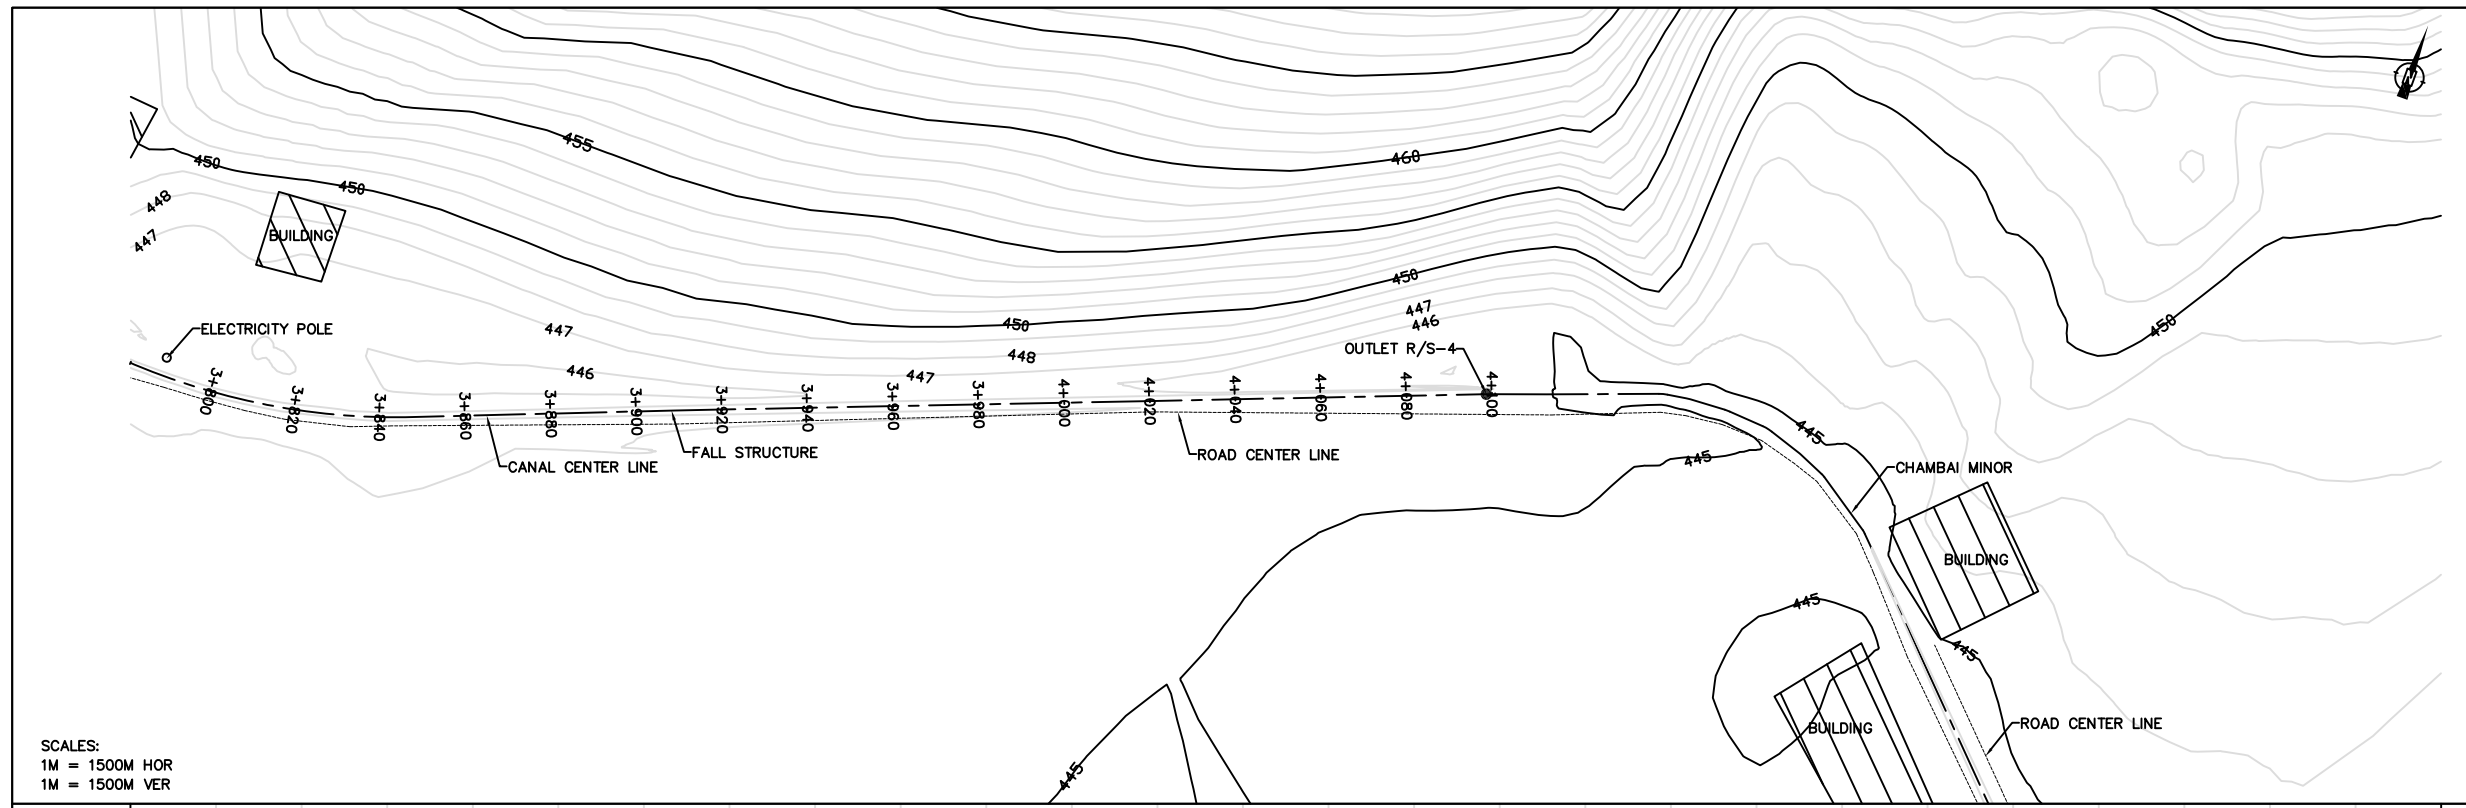 450
450
455
460
448
447
BUILDING
450
447
446
450
448
447
446
447
450
450
ELECTRICITY POLE
OUTLET R/S-4
3+800
3+820
3+840
3+860
3+880
3+900
3+920
3+940
3+960
3+980
4+000
4+020
4+040
4+060
4+080
4+100
CANAL CENTER LINE
FALL STRUCTURE
ROAD CENTER LINE
445
445
CHAMBAI MINOR
BUILDING
445
445
BUILDING
ROAD CENTER LINE
445
SCALES:
1M = 1500M HOR
1M = 1500M VER